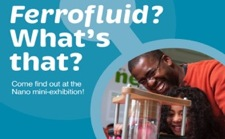 Ferrofluid?
What's
that?
Come find out at the
Nano mini-exhibition!